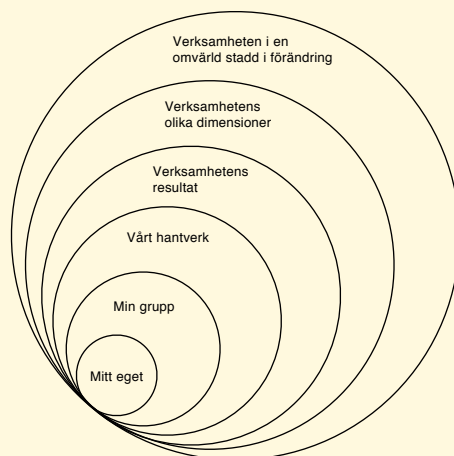 Verksamheten i en
omvärld stadd i förändring
Verksamhetens
olika dimensioner
Verksamhetens
resultat
Vårt hantverk
Min grupp
Mitt eget